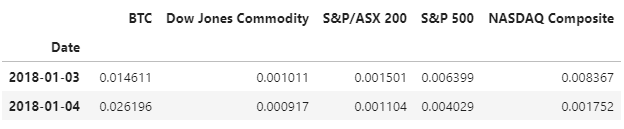 BTC Dow Jones Commodity S&P/ASX 200 S&P 500 NASDAQ Composite
Date
2018-01-03 0.014611 0.001011 0.001501 0.006399 0.008367
2018-01-04 0.026196 0.000917 0.001104 0.004029 0.001752